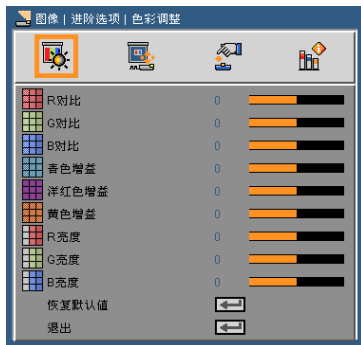 图像 | 进阶选项 | 色彩调整
R对比 0
G对比 0
B对比 0
青色增益 0
洋红色增益 0
黄色增益 0
R亮度 0
G亮度 0
B亮度 0
恢复默认值
退出